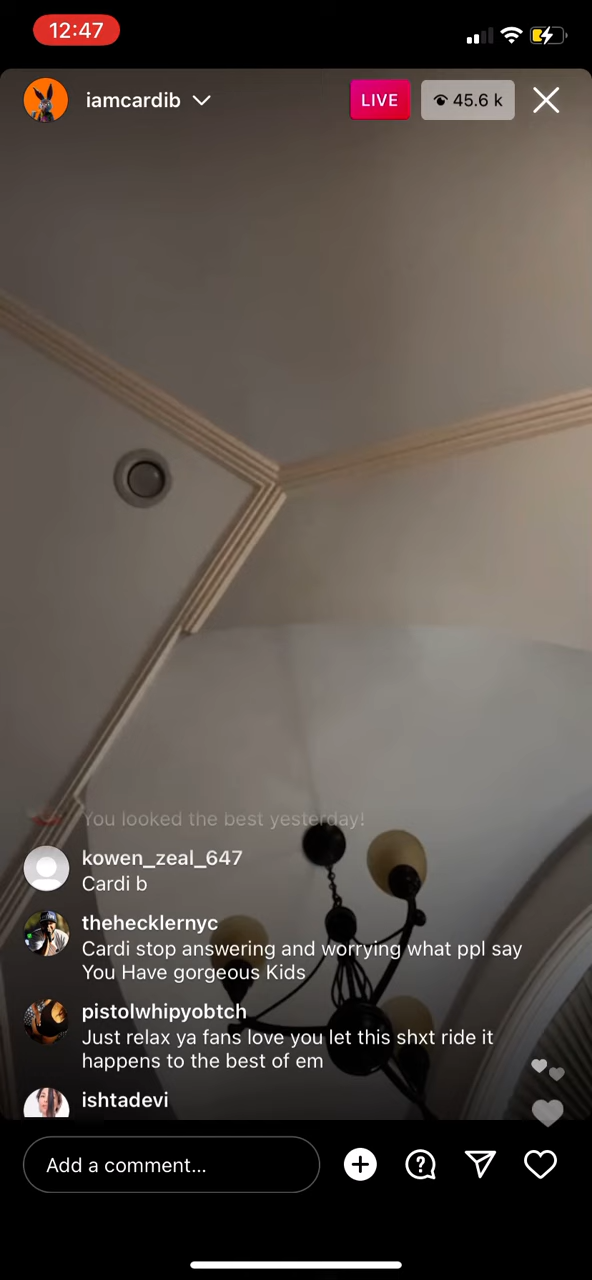 12:47
iamcardib
LIVE
45.6 k
You looked the best yesterday!
kowen_zeal_647
Cardi b
thehecklernyc
Cardi stop answering and worrying what ppl say
You Have gorgeous Kids
pistolwhipyobtch
Just relax ya fans love you let this shxt ride it
happens to the best of em
ishtadevi
Add a comment...